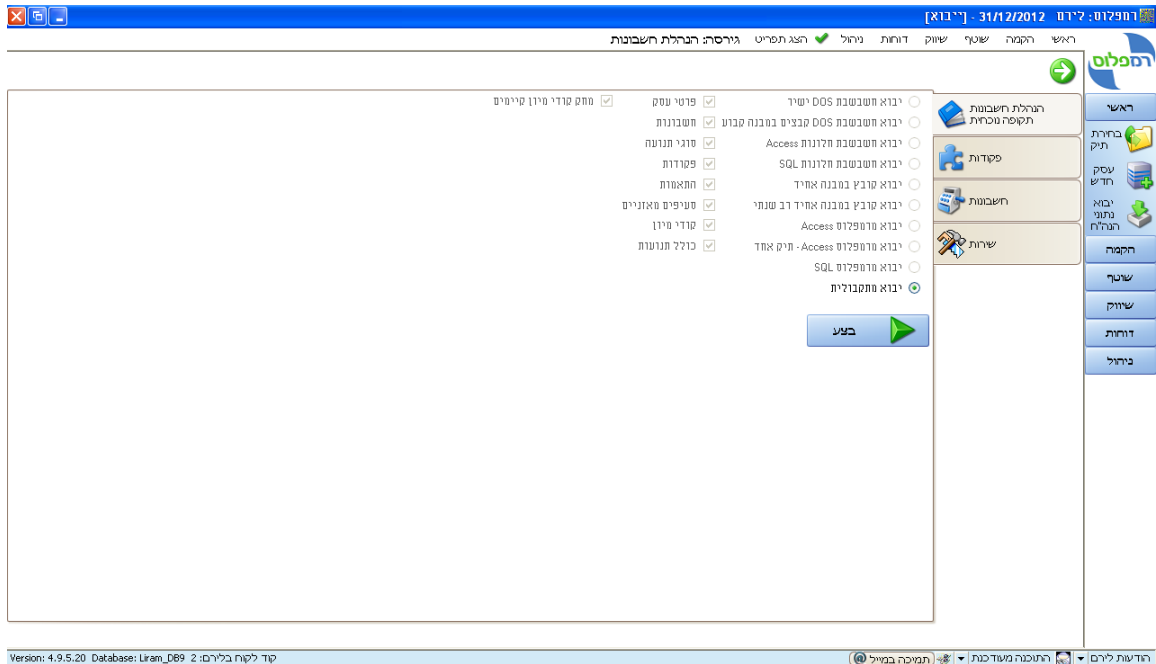 רמפלוס: לירם 31/12/2012 - [ייבוא]
ראשי הקמה שוטף שיווק דוחות ניהול הצג תפריט גירסה: הנהלת חשבונות
רמפלוס
ראשי
בחירת תיק
עסק חדש
יבוא נתוני הנה"ח
הקמה
שוטף
שיווק
דוחות
ניהול
הנהלת חשבונות
תקופה נוכחית
פקודות
חשבונות
שירות
יבוא חשבשבת DOS ישיר
יבוא חשבשבת DOS קבצים במבנה קבוע
יבוא חשבשבת חלונות Access
יבוא חשבשבת חלונות SQL
יבוא קובץ במבנה אחיד
יבוא קובץ במבנה אחיד רב שנתי
יבוא מרמפלוס Access
יבוא מרמפלוס Access - תיק אחד
יבוא מרמפלוס SQL
יבוא מתקבולית
פרטי עסק
חשבונות
סוגי תנועה
פקודות
התאמות
סעיפים מאזניים
קודי מיון
כולל תנועות
מחק קודי מיון קיימים
בצע
הודעות לירם התוכנה מעודכנת תמיכה במייל @
קוד לקוח בלירם: 2 Version: 4.9.5.20 Database: Liram_DB9